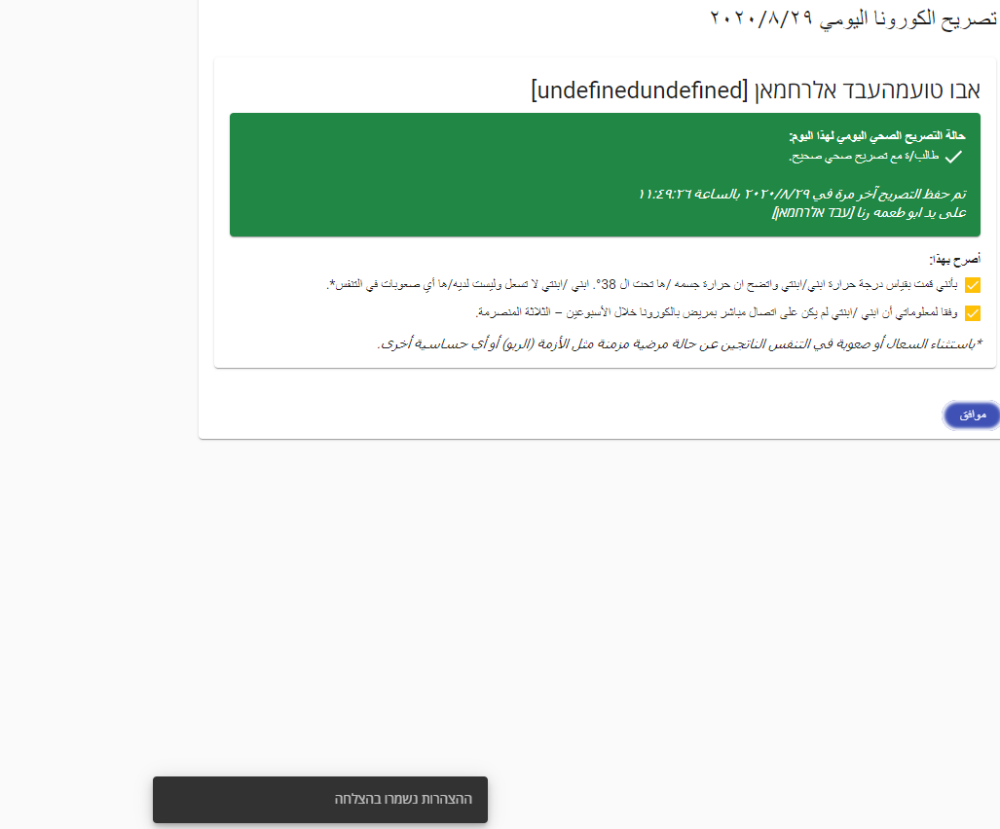 تصريح الكورونا اليومي ٢٠٢٠/٨/٢٩
אבו טועמהעבד אלרחמאן [undefinedundefined]
حالة التصريح الصحي اليومي لهذا اليوم:
طالب/ة مع تصريح صحي صحيح.
تم حفظ التصريح آخر مرة في ٢٠٢٠/٨/٢٩ بالساعة ١١:٤٩:٢٦
على يد ابو طعمه رنا [עבד אלרחמאן]
أصرح بهذا:
بأنني قمت بقياس درجة حرارة ابني/ابنتي واتضح ان حرارة جسمه /ها تحت ال 38°. ابني /ابنتي لا تسعل وليست لديه/ها أي صعوبات في التنفس*.
وفقا لمعلوماتي أن ابني /ابنتي لم يكن على اتصال مباشر بمريض بالكورونا خلال الأسبوعين – الثلاثة المنصرمة.
*باستثناء السعال أو صعوبة في التنفس الناتجين عن حالة مرضية مزمنة مثل الأزمة (الربو) أو أي حساسية أخرى.
موافق
ההצהרות נשמרו בהצלחה